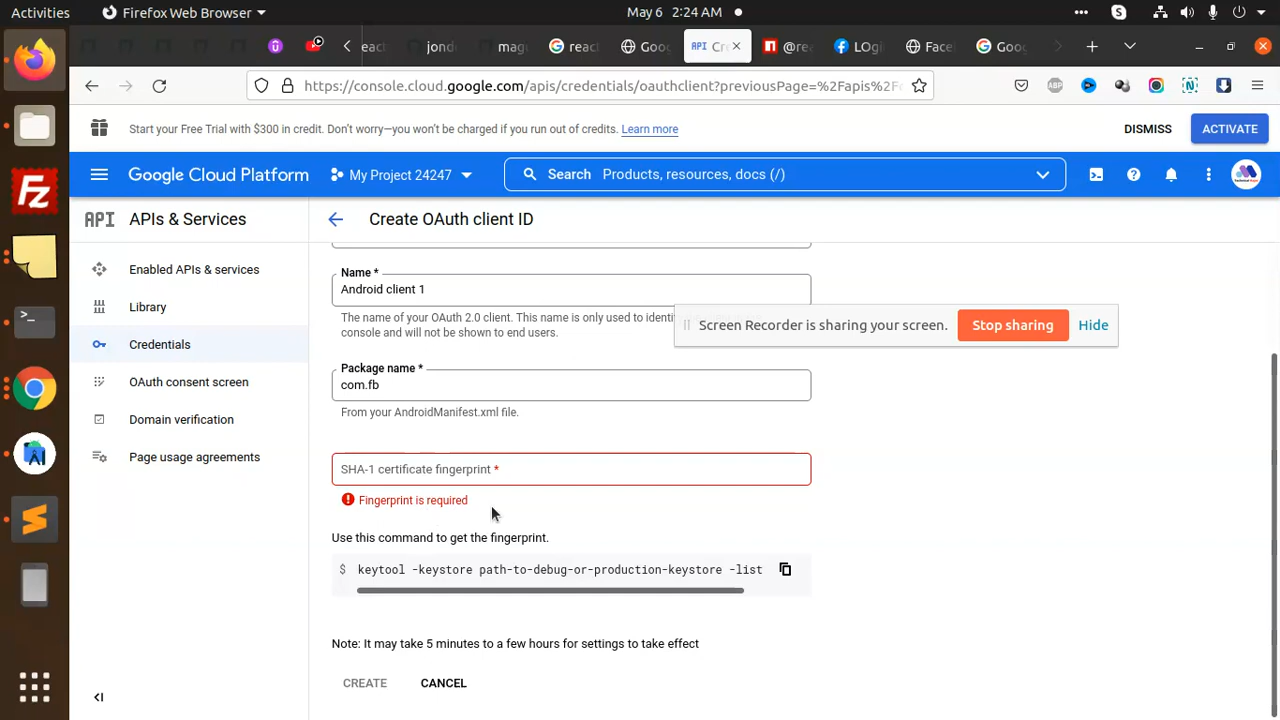 Activities
Firefox Web Browser
May 6 2:24 AM
jond
mag
reac
Goo
API
Cr
@rea
LOgi
Face
Goo
https://console.cloud.google.com/apis/credentials/oauthclient?previousPage=%2Fapis%2F
ABP
Start your Free Trial with $300 in credit. Don't worry—you won't be charged if you run out of credits. Learn more
DISMISS
ACTIVATE
Google Cloud Platform
My Project 24247
Search Products, resources, docs (/)
API APIs & Services
Create OAuth client ID
Enabled APIs & services
Library
Credentials
OAuth consent screen
Domain verification
Page usage agreements
Name *
Android client 1
The name of your OAuth 2.0 client. This name is only used to identi
console and will not be shown to end users.
Screen Recorder is sharing your screen.
Stop sharing
Hide
Package name *
com.fb
From your AndroidManifest.xml file.
SHA-1 certificate fingerprint *
Fingerprint is required
Use this command to get the fingerprint.
$ keytool -keystore path-to-debug-or-production-keystore -list
Note: It may take 5 minutes to a few hours for settings to take effect
CREATE
CANCEL